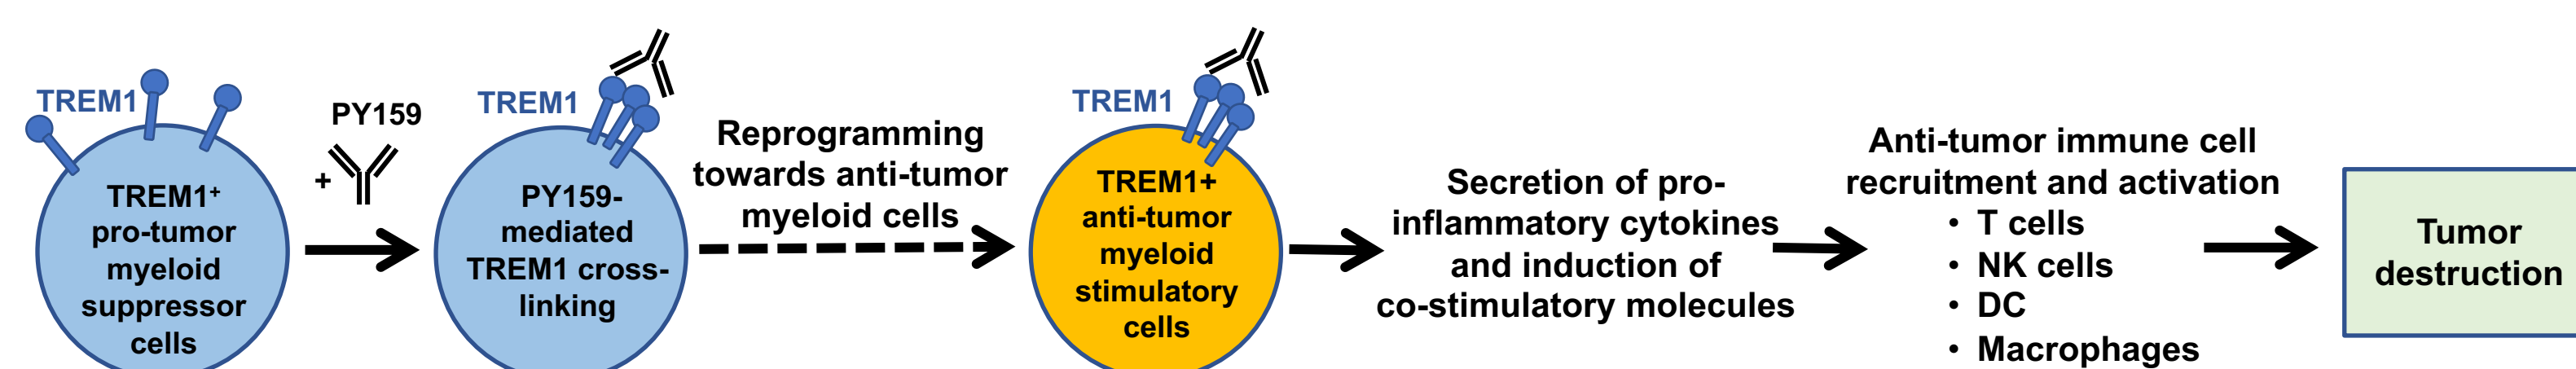 TREM1
TREM1⁺
pro-tumor
myeloid
suppressor
cells
PY159
+
TREM1
PY159-
mediated
TREM1 cross-
linking
Reprogramming
towards anti-tumor
myeloid cells
TREM1
TREM1+
anti-tumor
myeloid
stimulatory
cells
Secretion of pro-
inflammatory cytokines
and induction of
co-stimulatory molecules
Anti-tumor immune cell
recruitment and activation
• T cells
• NK cells
• DC
• Macrophages
Tumor
destruction